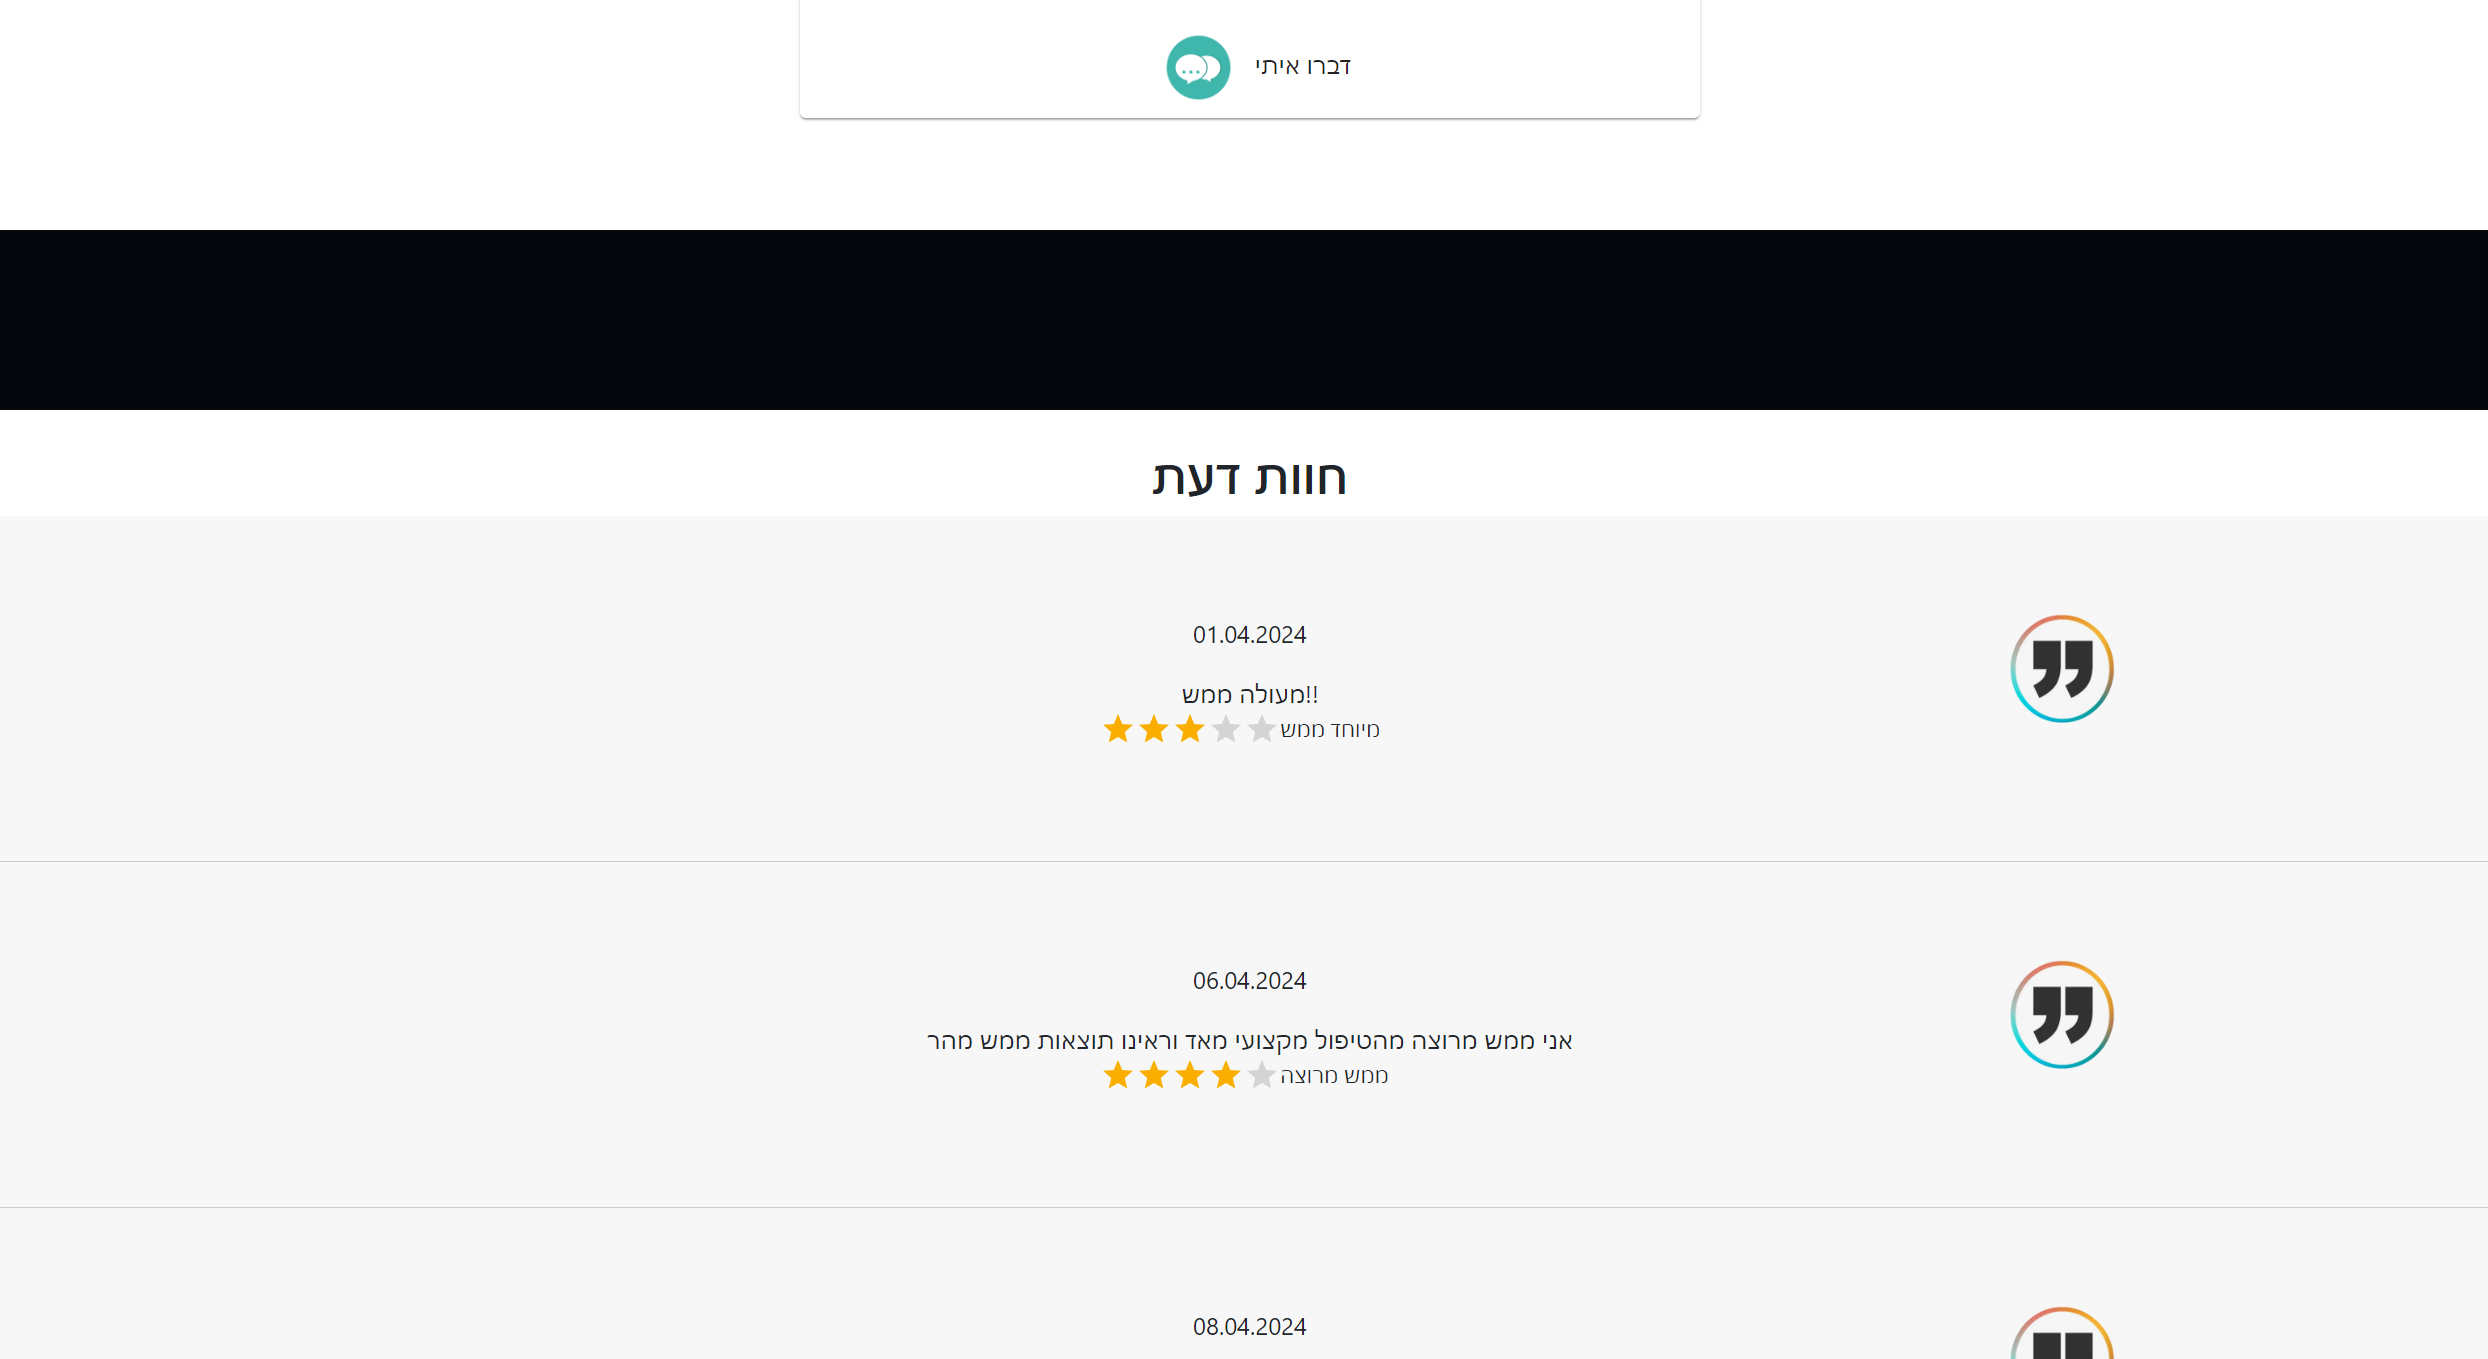 דברו איתי
חוות דעת
01.04.2024
מעולה ממש!!
מיוחד ממש
06.04.2024
אני ממש מרוצה מהטיפול מקצועי מאד וראינו תוצאות ממש מהר
ממש מרוצה
08.04.2024